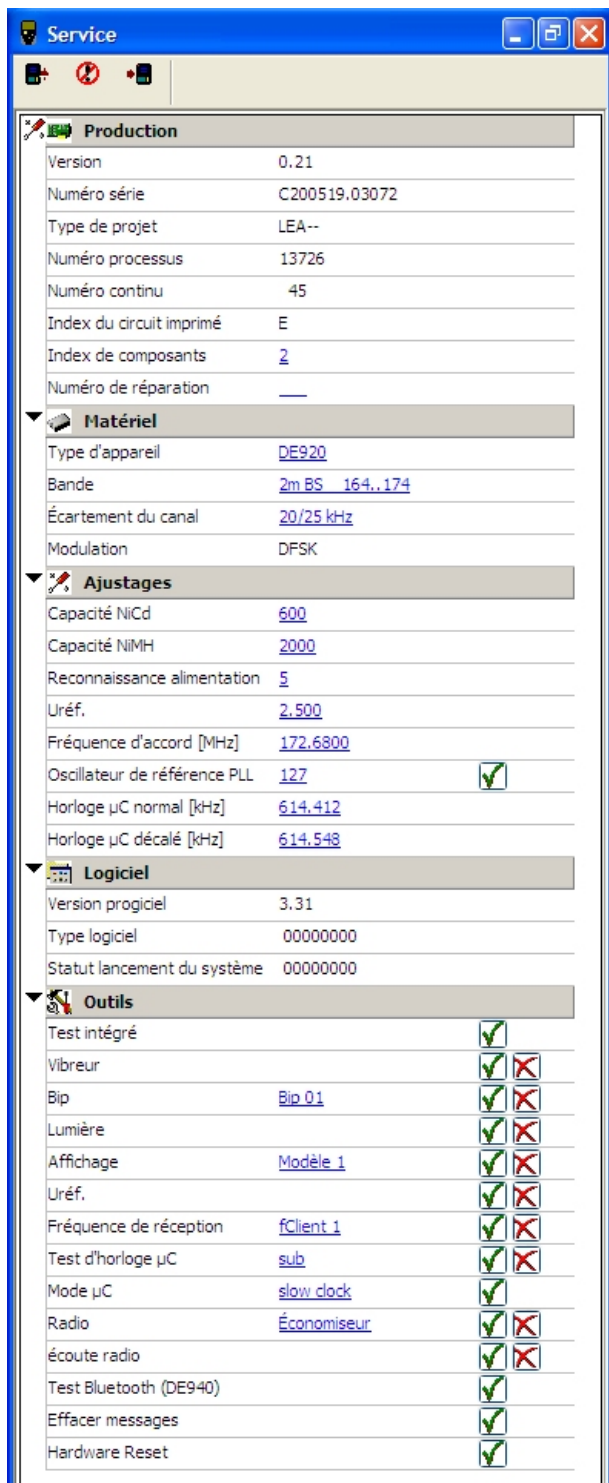 Service
Production
Version 0.21
Numéro série C200519.03072
Type de projet LEA--
Numéro processus 13726
Numéro continu 45
Index du circuit imprimé E
Index de composants 2
Numéro de réparation ___
Matériel
Type d'appareil DE920
Bande 2m BS 164..174
Écartement du canal 20/25 kHz
Modulation DFSK
Ajustages
Capacité NiCd 600
Capacité NiMH 2000
Reconnaissance alimentation 5
Uréf. 2.500
Fréquence d'accord [MHz] 172.6800
Oscillateur de référence PLL 127
Horloge µC normal [kHz] 614.412
Horloge µC décalé [kHz] 614.548
Logiciel
Version progiciel 3.31
Type logiciel 00000000
Statut lancement du système 00000000
Outils
Test intégré
Vibreur
Bip Bip 01
Lumière
Affichage Modèle 1
Uréf.
Fréquence de réception fClient 1
Test d'horloge µC sub
Mode µC slow clock
Radio Économiseur
écoute radio
Test Bluetooth (DE940)
Effacer messages
Hardware Reset